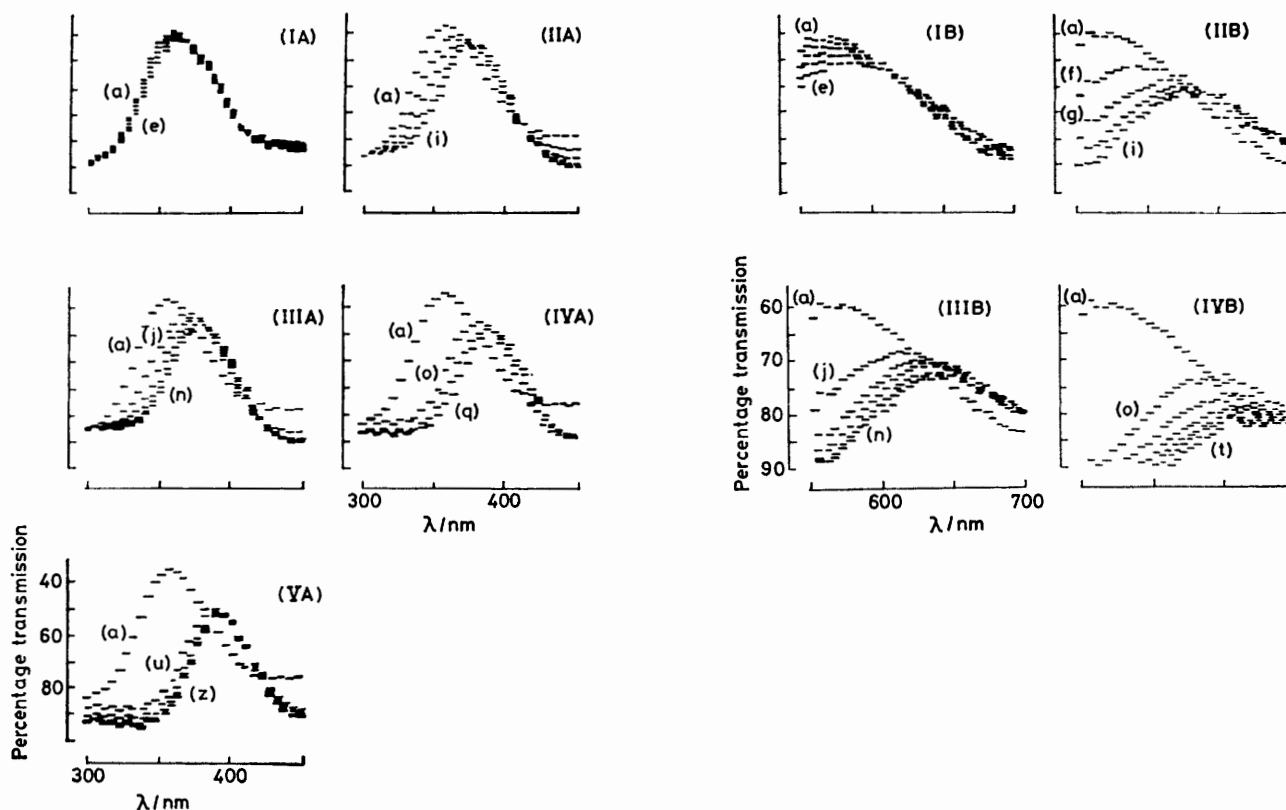 (IA)
(a)
(e)
(IIA)
(a)
(i)
(IB)
(a)
(e)
(IIB)
(a)
(f)
(g)
(i)
(IIIA)
(a)
(j)
(n)
(IVA)
(a)
(o)
(q)
300 400
λ/nm
Percentage transmission
60
70
80
90
(IIIB)
(a)
(j)
(n)
600 700
λ/nm
(IVB)
(a)
(o)
(t)
Percentage transmission
40
60
80
(VA)
(a)
(u)
(z)
300 400
λ/nm